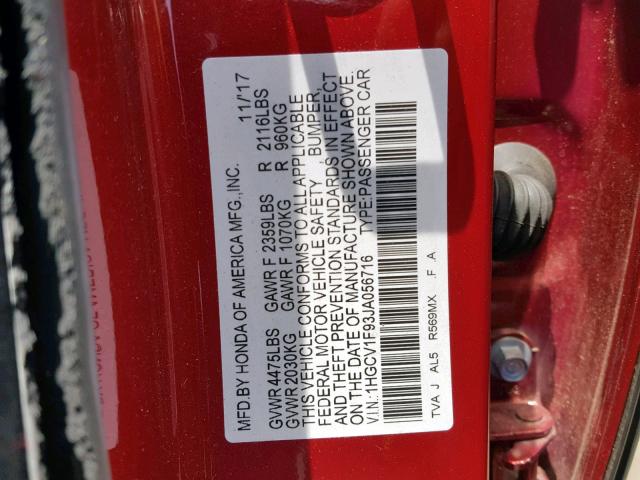 MFD.BY HONDA OF AMERICA MFG.,INC. 11/'17
GVWR 4475LBS GAWR F 2359LBS R 2116LBS
GVWR 2030KG GAWR F 1070KG R 960KG
THIS VEHICLE CONFORMS TO ALL APPLICABLE
FEDERAL MOTOR VEHICLE SAFETY , BUMPER,
AND THEFT PREVENTION STANDARDS IN EFFECT
ON THE DATE OF MANUFACTURE SHOWN ABOVE.
V.I.N.:1HGCV1F93JA056716 TYPE:PASSENGER CAR
TVA J AL5 R569MX .F .A